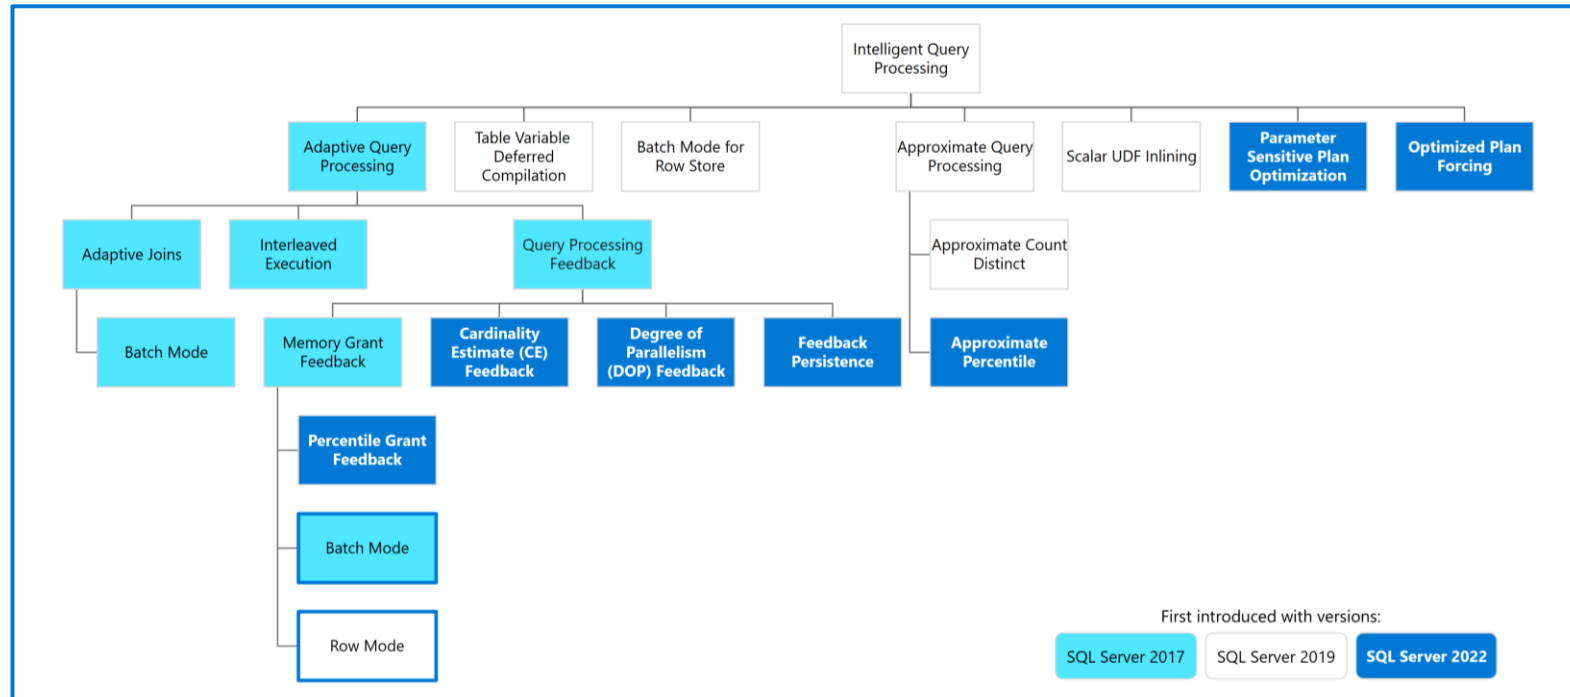 Intelligent Query
Processing
Adaptive Query
Processing
Table Variable
Deferred
Compilation
Batch Mode for
Row Store
Approximate Query
Processing
Scalar UDF Inlining
Parameter
Sensitive Plan
Optimization
Optimized Plan
Forcing
Adaptive Joins
Interleaved
Execution
Query Processing
Feedback
Approximate Count
Distinct
Batch Mode
Memory Grant
Feedback
Cardinality
Estimate (CE)
Feedback
Degree of
Parallelism
(DOP) Feedback
Feedback
Persistence
Approximate
Percentile
Percentile Grant
Feedback
Batch Mode
Row Mode
First introduced with versions:
SQL Server 2017
SQL Server 2019
SQL Server 2022